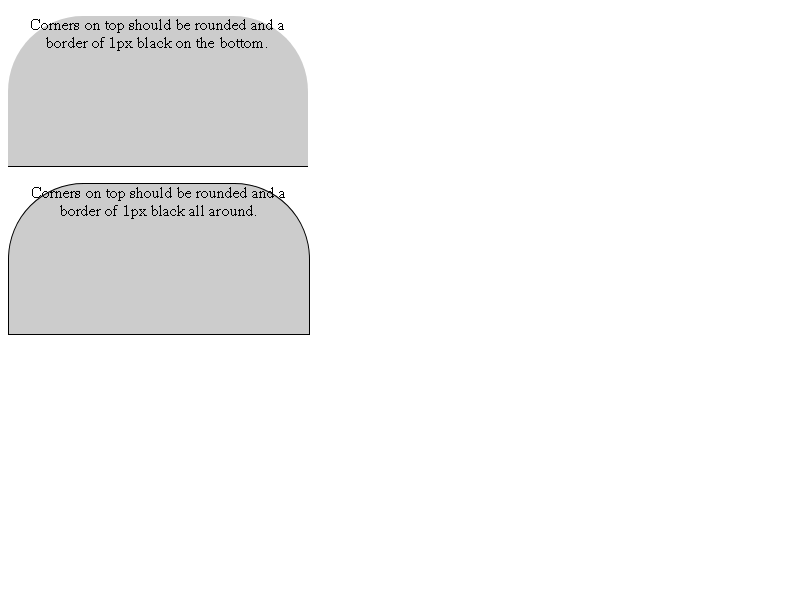 Corners on top should be rounded and a
border of 1px black on the bottom.
Corners on top should be rounded and a
border of 1px black all around.